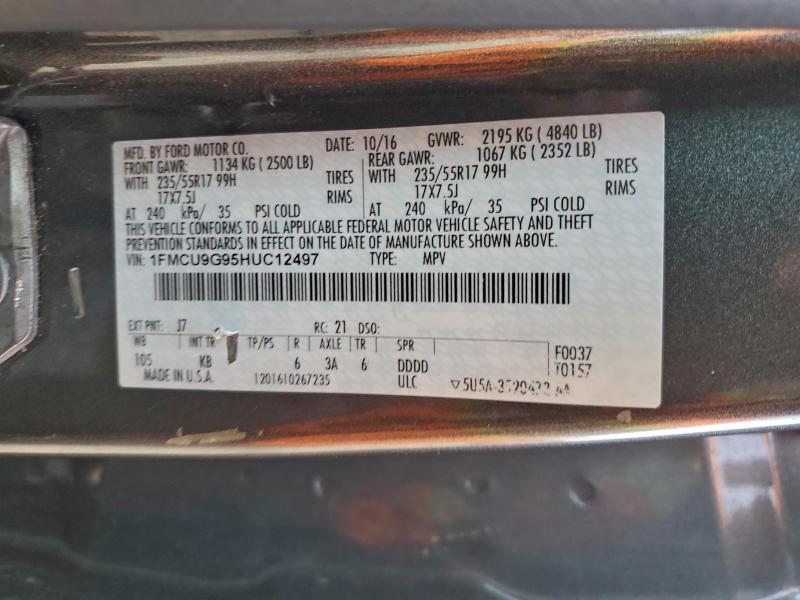 MFD. BY FORD MOTOR CO. DATE: 10/16 GVWR: 2195 KG ( 4840 LB)
FRONT GAWR: 1134 KG ( 2500 LB) REAR GAWR: 1067 KG ( 2352 LB)
WITH 235/55R17 99H TIRES WITH 235/55R17 99H TIRES
17X7.5J RIMS 17X7.5J RIMS
AT 240 kPa/ 35 PSI COLD AT 240 kPa/ 35 PSI COLD
THIS VEHICLE CONFORMS TO ALL APPLICABLE FEDERAL MOTOR VEHICLE SAFETY AND THEFT
PREVENTION STANDARDS IN EFFECT ON THE DATE OF MANUFACTURE SHOWN ABOVE.
VIN: 1FMCU9G95HUC12497 TYPE: MPV
EXT PNT: J7 RC: 21 DSO:
WB INT TR TP/PS R AXLE TR SPR F0037
105 KB 6 3A 6 DDDD T0157
MADE IN U.S.A. 1201610267235 ULC